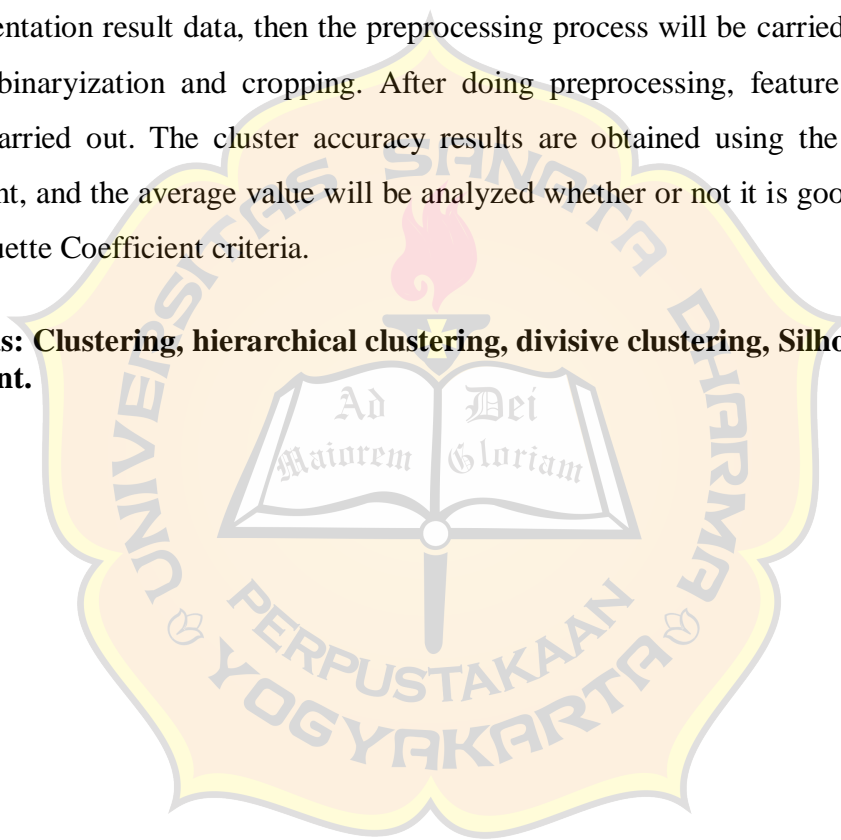 entation result data, then the preprocessing process will be carried
binaryization and cropping. After doing preprocessing, feature
arried out. The cluster accuracy results are obtained using the
nt, and the average value will be analyzed whether or not it is goo
uette Coefficient criteria.
s: Clustering, hierarchical clustering, divisive clustering, Silho
nt.
UNIVERSITAS SANATA DHARMA
Ad Dei
Maiorem Gloriam
PERPUSTAKAAN
YOGYAKARTA